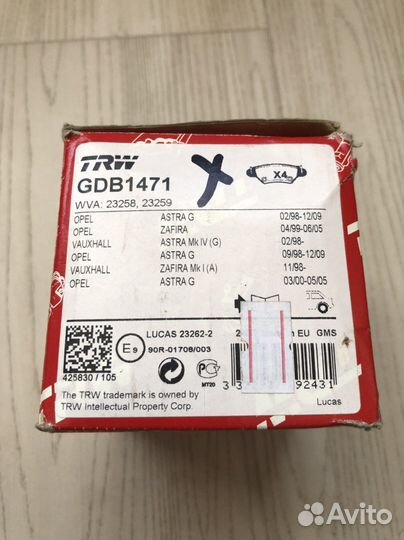 TRW
GDB1471
X4
WVA: 23258, 23259
OPEL ASTRA G 02/98-12/09
OPEL ZAFIRA 04/99-06/05
VAUXHALL ASTRA Mk IV (G) 02/98-
OPEL ASTRA G 09/98-12/09
VAUXHALL ZAFIRA Mk I (A) 11/98-
OPEL ASTRA G 03/00-05/05
LUCAS 23262-2
EU GMS
E9 90R-01708/003
MT20
425830 / 105
92431
The TRW trademark is owned by
TRW Intellectual Property Corp.
Lucas
Avito